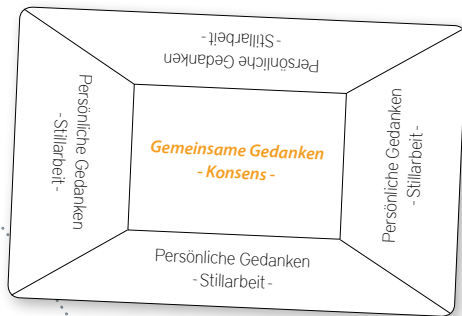 Persönliche Gedanken
- Stillarbeit -
Persönliche Gedanken
- Stillarbeit -
Gemeinsame Gedanken
- Konsens -
Persönliche Gedanken
- Stillarbeit -
Persönliche Gedanken
- Stillarbeit -